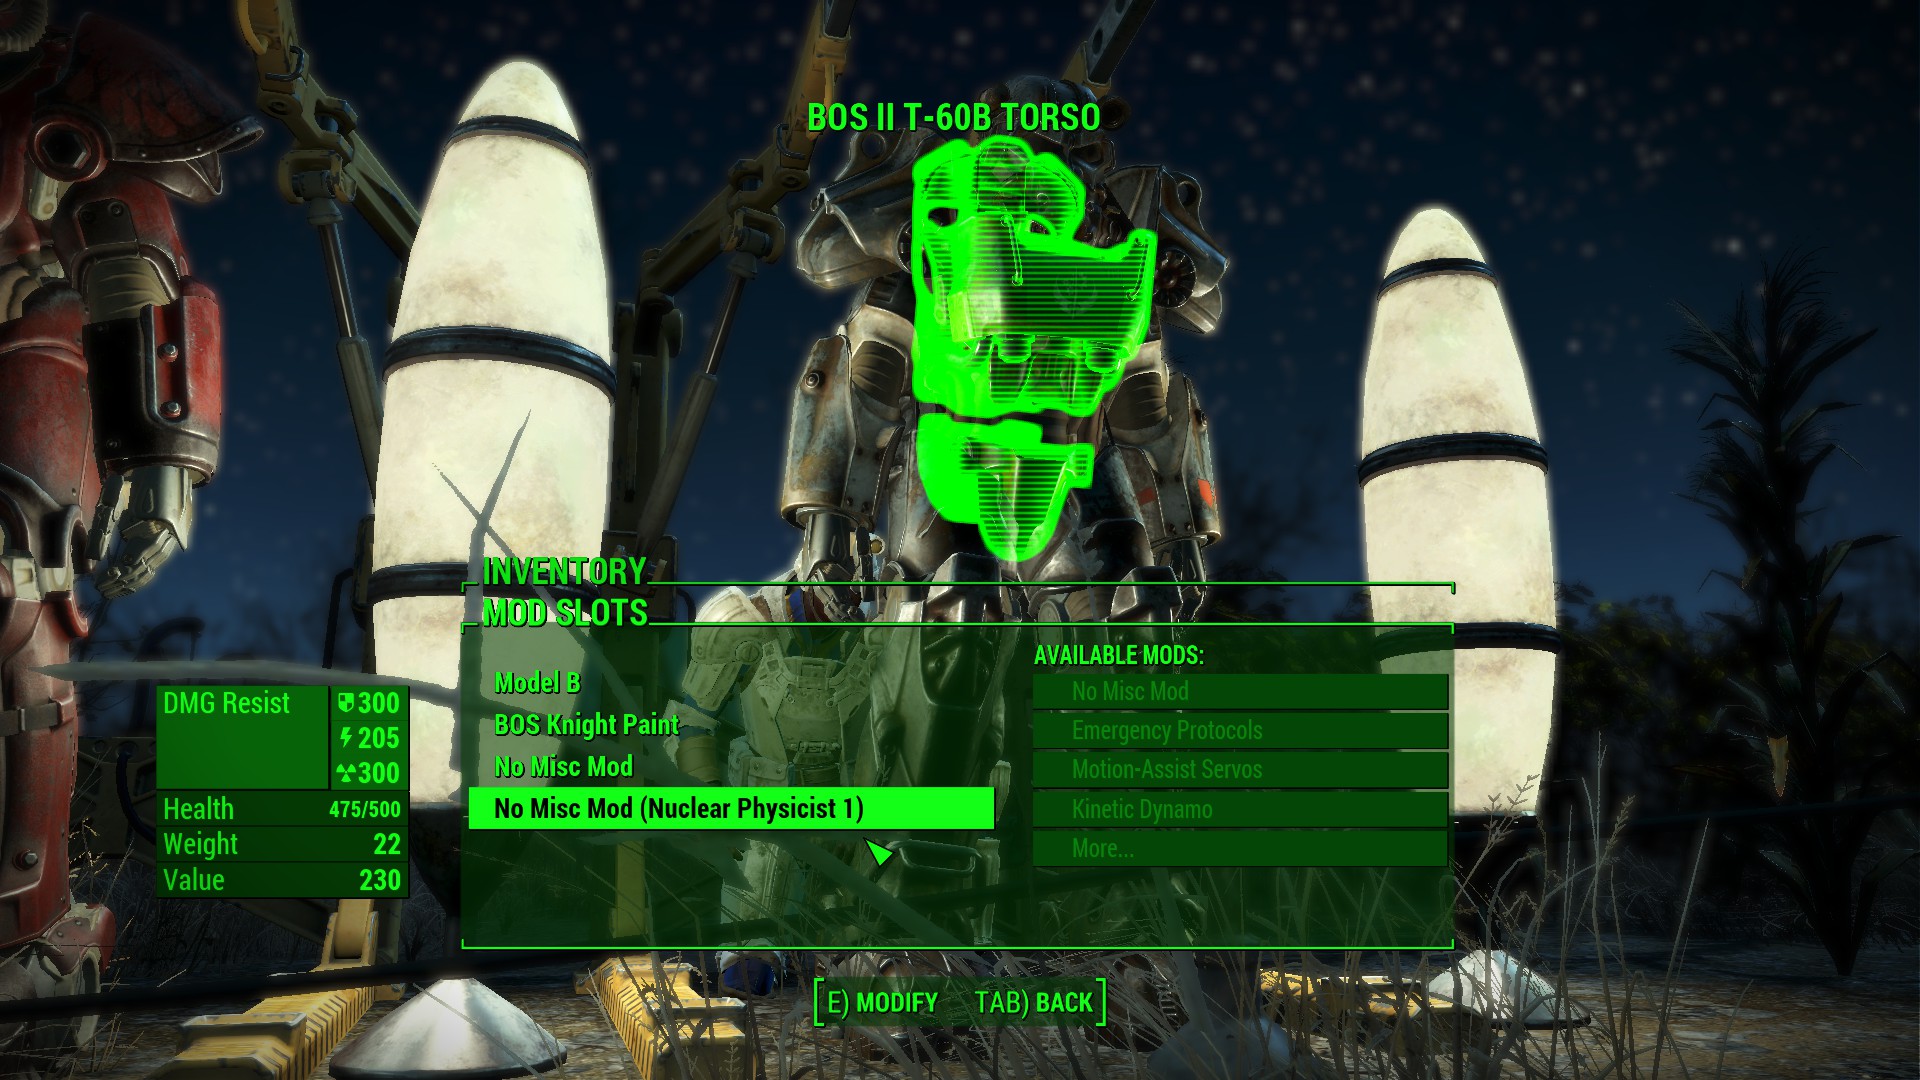 BOS II T-60B TORSO
INVENTORY
MOD SLOTS
Model B
BOS Knight Paint
No Misc Mod
No Misc Mod (Nuclear Physicist 1)
AVAILABLE MODS:
No Misc Mod
Emergency Protocols
Motion-Assist Servos
Kinetic Dynamo
More...
DMG Resist 300
205
300
Health 475/500
Weight 22
Value 230
E) MODIFY TAB) BACK